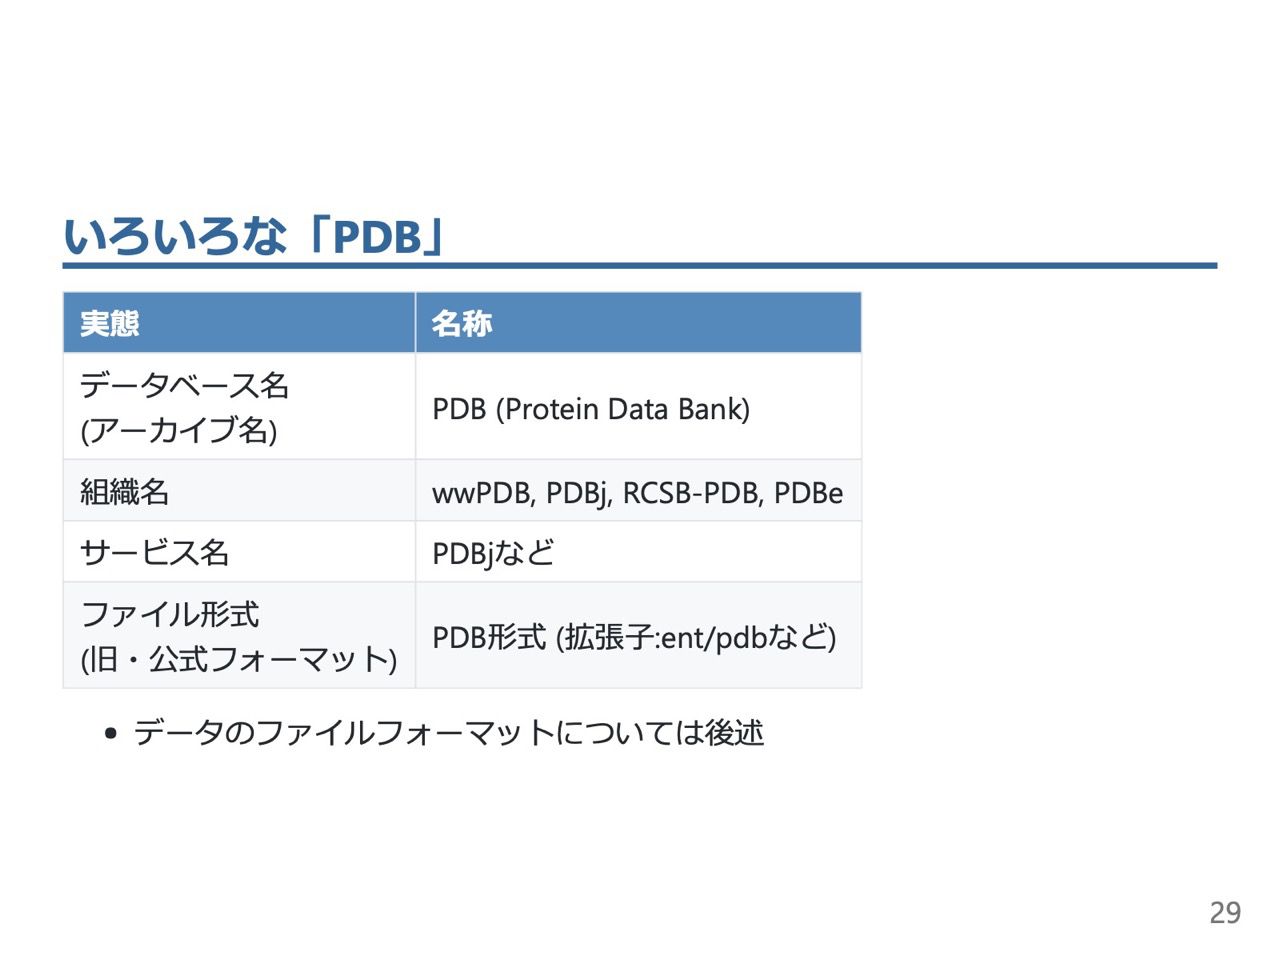 いろいろな「PDB」
実態
名称
データベース名
(アーカイブ名)
PDB (Protein Data Bank)
組織名
wwPDB, PDBj, RCSB-PDB, PDBe
サービス名
PDBjなど
ファイル形式
(旧・公式フォーマット)
PDB形式 (拡張子:ent/pdbなど)
• データのファイルフォーマットについては後述
29